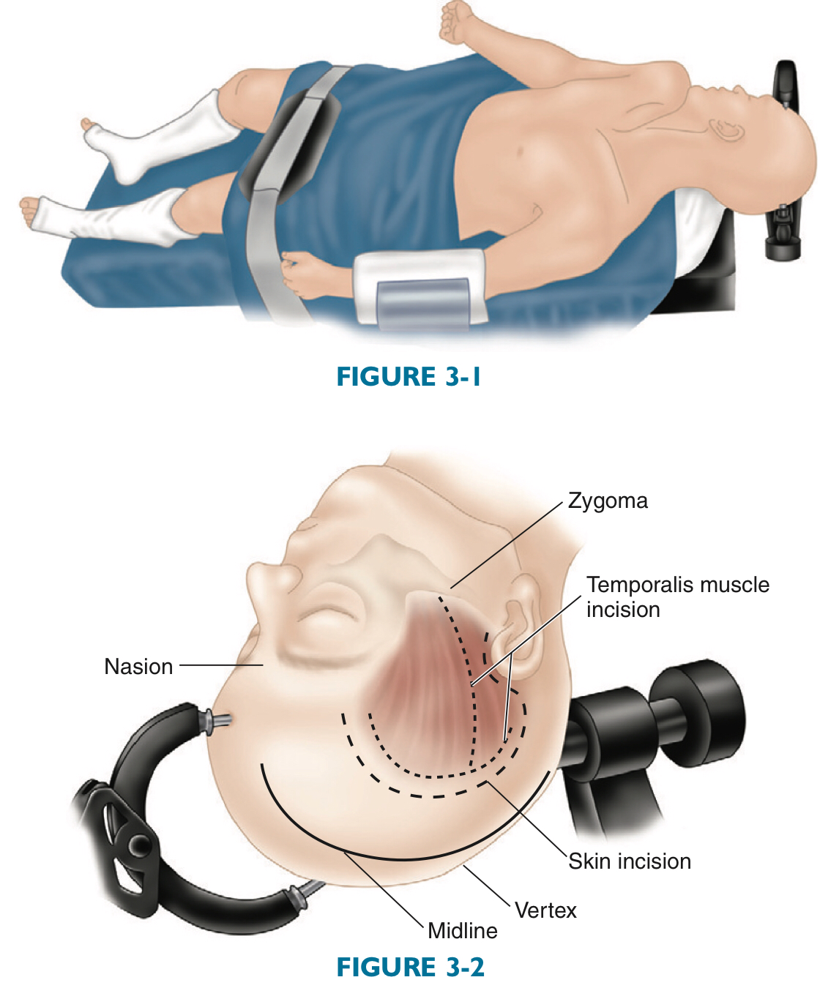 FIGURE 3-1
Zygoma
Temporalis muscle
incision
Nasion
Skin incision
Vertex
Midline
FIGURE 3-2